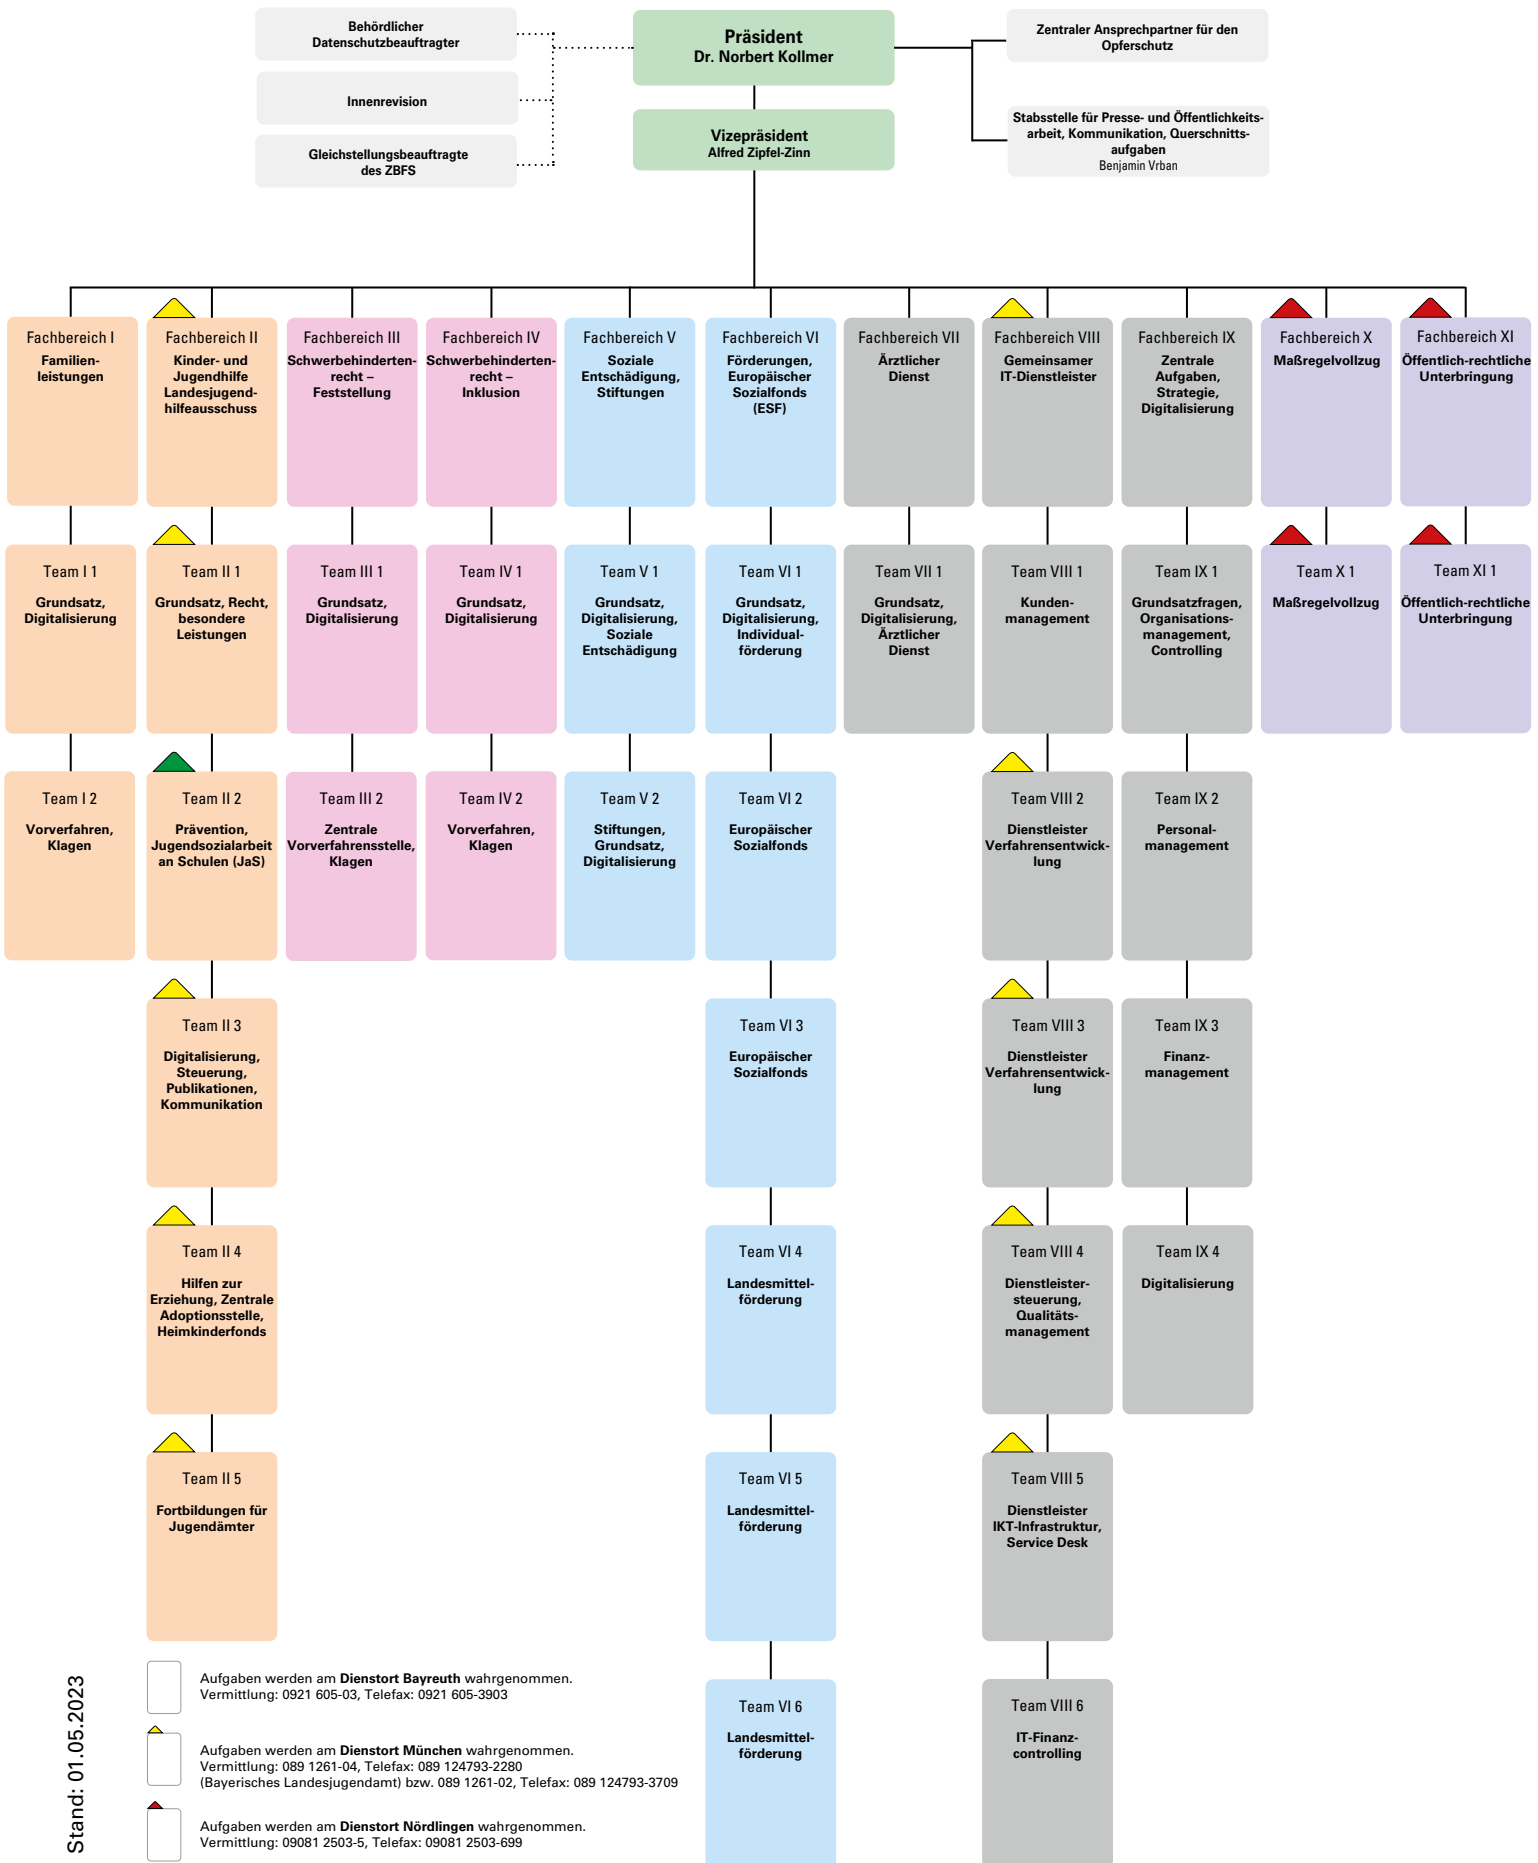 Behördlicher
Datenschutzbeauftragter
Innenrevision
Gleichstellungsbeauftragte
des ZBFS
Präsident
Dr. Norbert Kollmer
Vizepräsident
Alfred Zipfel-Zinn
Zentraler Ansprechpartner für den
Opferschutz
Stabsstelle für Presse- und Öffentlichkeits-
arbeit, Kommunikation, Querschnitts-
aufgaben
Benjamin Vrban
Fachbereich I
Familien-
leistungen
Fachbereich II
Kinder- und
Jugendhilfe
Landesjugend-
hilfeausschuss
Fachbereich III
Schwerbehinderten-
recht –
Feststellung
Fachbereich IV
Schwerbehinderten-
recht –
Inklusion
Fachbereich V
Soziale
Entschädigung,
Stiftungen
Fachbereich VI
Förderungen,
Europäischer
Sozialfonds
(ESF)
Fachbereich VII
Ärztlicher
Dienst
Fachbereich VIII
Gemeinsamer
IT-Dienstleister
Fachbereich IX
Zentrale
Aufgaben,
Strategie,
Digitalisierung
Fachbereich X
Maßregelvollzug
Fachbereich XI
Öffentlich-rechtliche
Unterbringung
Team I 1
Grundsatz,
Digitalisierung
Team II 1
Grundsatz, Recht,
besondere
Leistungen
Team III 1
Grundsatz,
Digitalisierung
Team IV 1
Grundsatz,
Digitalisierung
Team V 1
Grundsatz,
Digitalisierung,
Soziale
Entschädigung
Team VI 1
Grundsatz,
Digitalisierung,
Individual-
förderung
Team VII 1
Grundsatz,
Digitalisierung,
Ärztlicher
Dienst
Team VIII 1
Kunden-
management
Team IX 1
Grundsatzfragen,
Organisations-
management,
Controlling
Team X 1
Maßregelvollzug
Team XI 1
Öffentlich-rechtliche
Unterbringung
Team I 2
Vorverfahren,
Klagen
Team II 2
Prävention,
Jugendsozialarbeit
an Schulen (JaS)
Team III 2
Zentrale
Vorverfahrensstelle,
Klagen
Team IV 2
Vorverfahren,
Klagen
Team V 2
Stiftungen,
Grundsatz,
Digitalisierung
Team VI 2
Europäischer
Sozialfonds
Team VIII 2
Dienstleister
Verfahrensentwick-
lung
Team IX 2
Personal-
management
Team II 3
Digitalisierung,
Steuerung,
Publikationen,
Kommunikation
Team VI 3
Europäischer
Sozialfonds
Team VIII 3
Dienstleister
Verfahrensentwick-
lung
Team IX 3
Finanz-
management
Team II 4
Hilfen zur
Erziehung, Zentrale
Adoptionsstelle,
Heimkinderfonds
Team VI 4
Landesmittel-
förderung
Team VIII 4
Dienstleister-
steuerung,
Qualitäts-
management
Team IX 4
Digitalisierung
Team II 5
Fortbildungen für
Jugendämter
Team VI 5
Landesmittel-
förderung
Team VIII 5
Dienstleister
IKT-Infrastruktur,
Service Desk
Team VI 6
Landesmittel-
förderung
Team VIII 6
IT-Finanz-
controlling
Stand: 01.05.2023
Aufgaben werden am Dienstort Bayreuth wahrgenommen.
Vermittlung: 0921 605-03, Telefax: 0921 605-3903
Aufgaben werden am Dienstort München wahrgenommen.
Vermittlung: 089 1261-04, Telefax: 089 124793-2280
(Bayerisches Landesjugendamt) bzw. 089 1261-02, Telefax: 089 124793-3709
Aufgaben werden am Dienstort Nördlingen wahrgenommen.
Vermittlung: 09081 2503-5, Telefax: 09081 2503-699